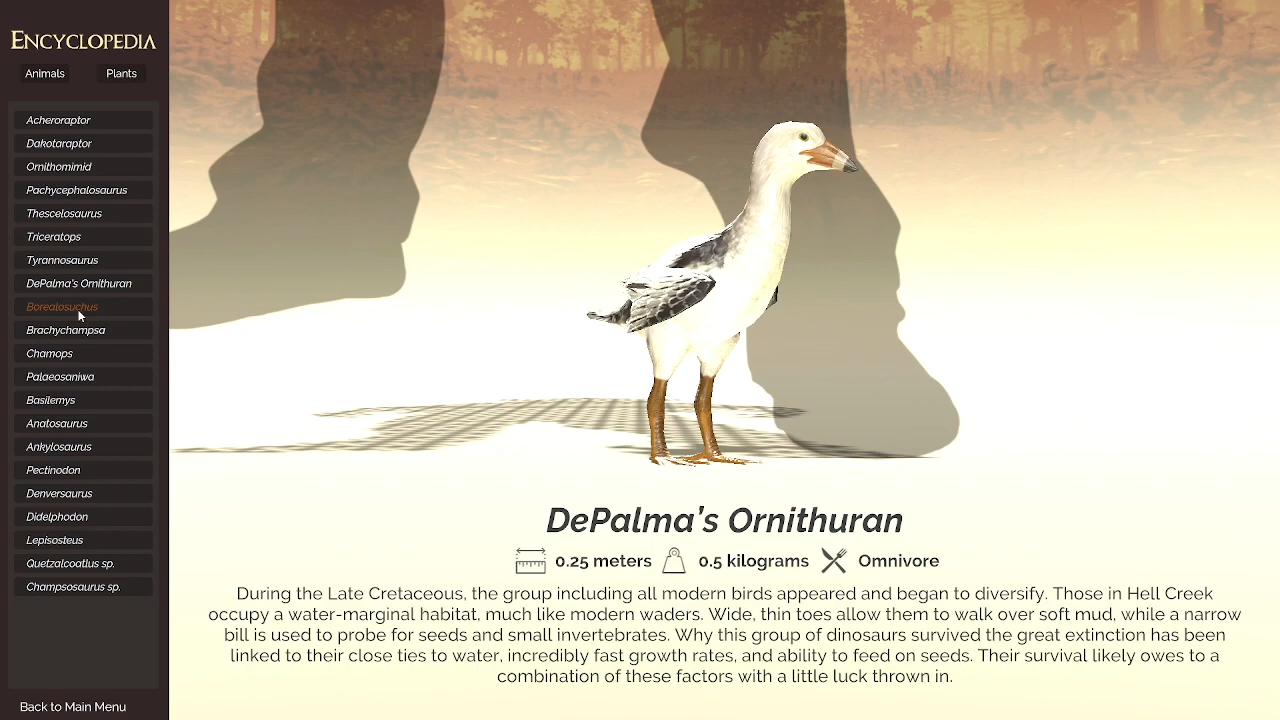 ENCYCLOPEDIA
Animals Plants
Acheroraptor
Dakotaraptor
Ornithomimid
Pachycephalosaurus
Thescelosaurus
Triceratops
Tyrannosaurus
DePalma's Ornithuran
Borealosuchus
Brachychampsa
Chamops
Palaeosaniwa
Basilemys
Anatosaurus
Ankylosaurus
Pectinodon
Denversaurus
Didelphodon
Lepisosteus
Quetzalcoatlus sp.
Champsosaurus sp.
Back to Main Menu
DePalma's Ornithuran
0.25 meters 0.5 kilograms Omnivore
During the Late Cretaceous, the group including all modern birds appeared and began to diversify. Those in Hell Creek
occupy a water-marginal habitat, much like modern waders. Wide, thin toes allow them to walk over soft mud, while a narrow
bill is used to probe for seeds and small invertebrates. Why this group of dinosaurs survived the great extinction has been
linked to their close ties to water, incredibly fast growth rates, and ability to feed on seeds. Their survival likely owes to a
combination of these factors with a little luck thrown in.